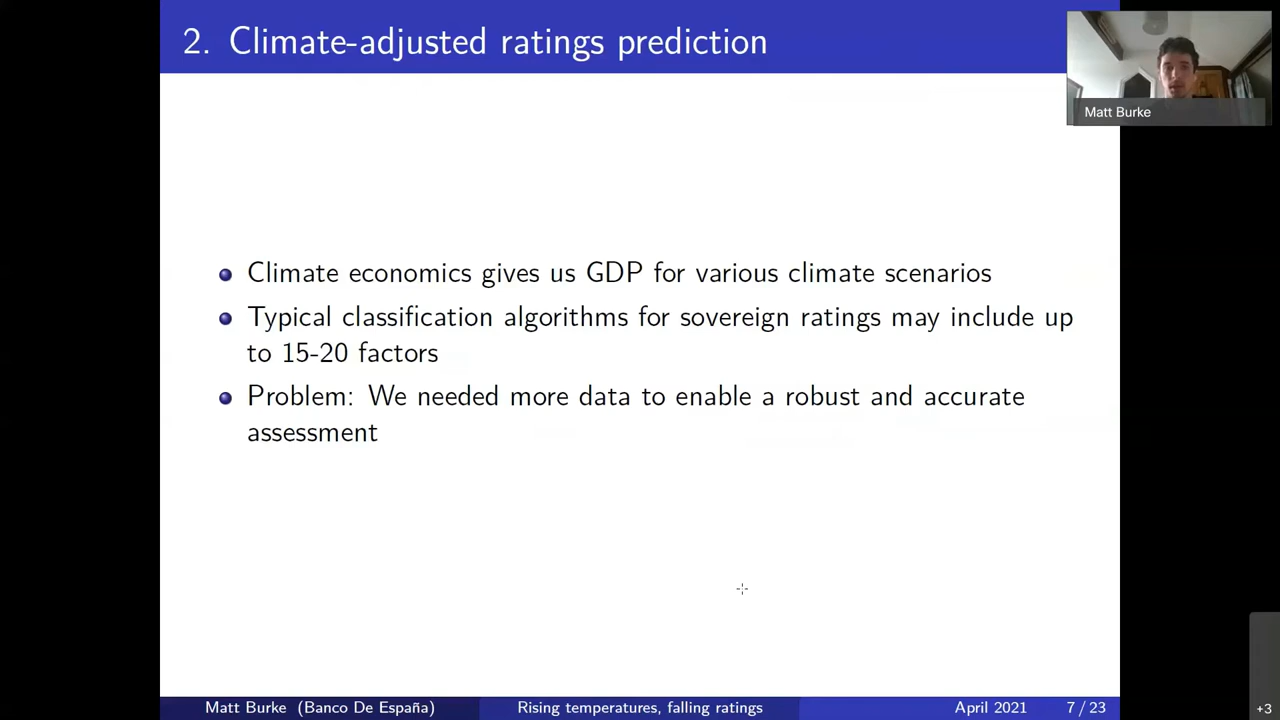 2. Climate-adjusted ratings prediction
Matt Burke
Climate economics gives us GDP for various climate scenarios
Typical classification algorithms for sovereign ratings may include up
to 15-20 factors
Problem: We needed more data to enable a robust and accurate
assessment
Matt Burke (Banco De España)
Rising temperatures, falling ratings
April 2021
7 / 23
+3